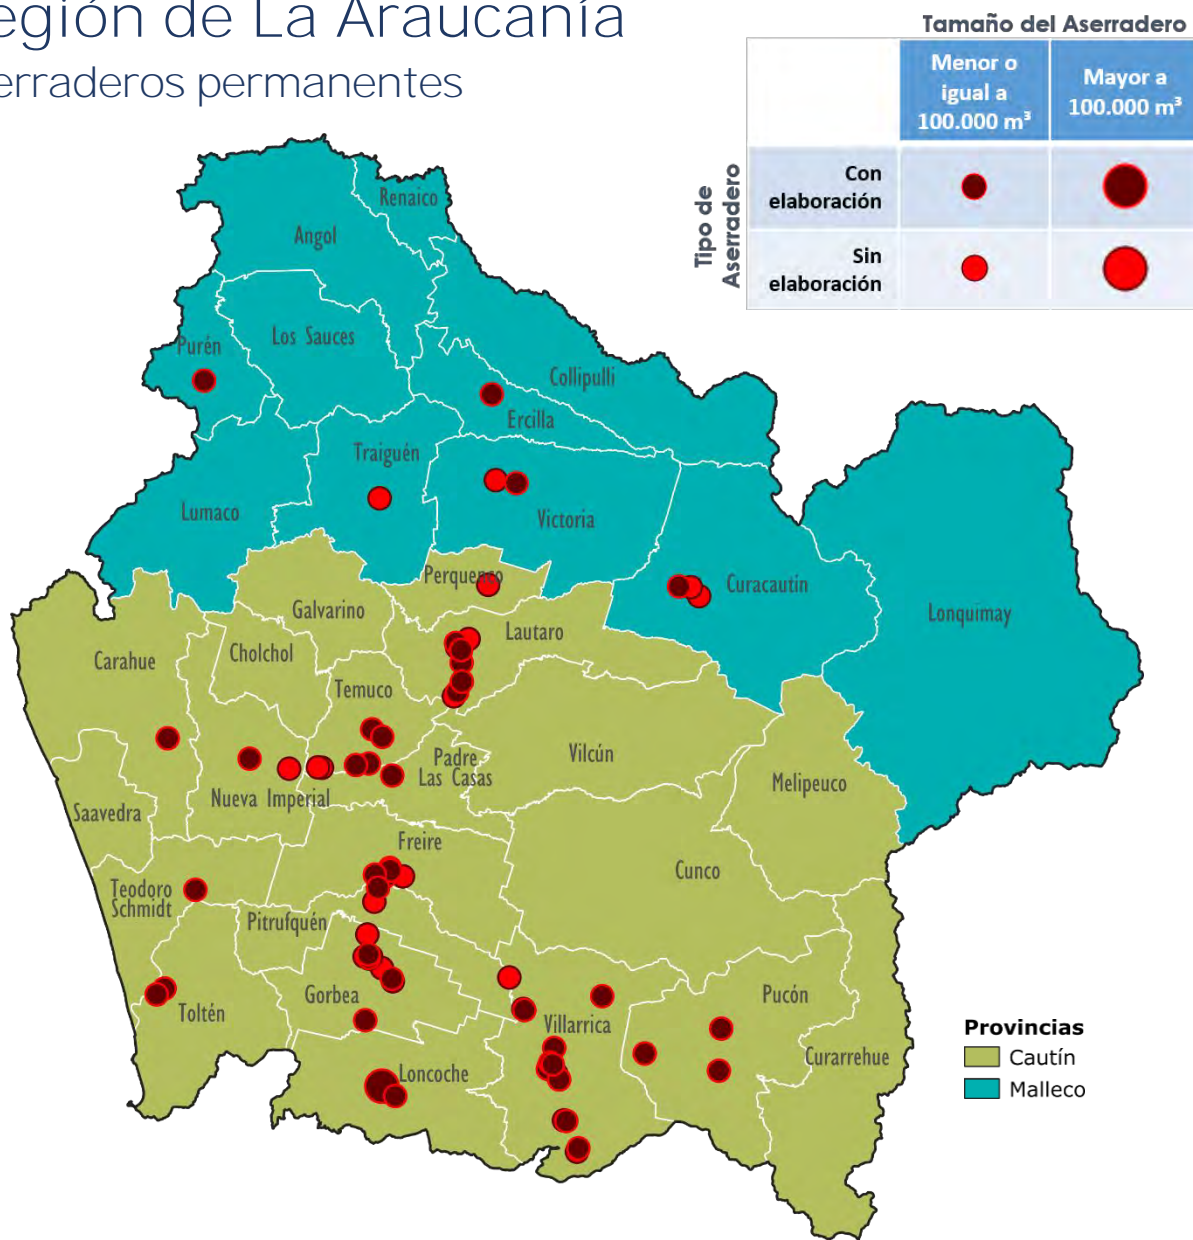 egión de La Araucanía
erraderos permanentes
Tamaño del Aserradero
Menor o
igual a
100.000 m³
Mayor a
100.000 m³
Tipo de
Aserradero
Con
elaboración
Sin
elaboración
Renaico
Angol
Los Sauces
Purén
Collipulli
Ercilla
Traiguén
Lumaco
Victoria
Perquenco
Curacautín
Lonquimay
Galvarino
Lautaro
Cholchol
Carahue
Temuco
Vilcún
Padre
Las Casas
Melipeuco
Nueva Imperial
Saavedra
Freire
Cunco
Teodoro
Schmidt
Pitrufquén
Gorbea
Pucón
Toltén
Villarrica
Curarrehue
Loncoche
Provincias
Cautín
Malleco